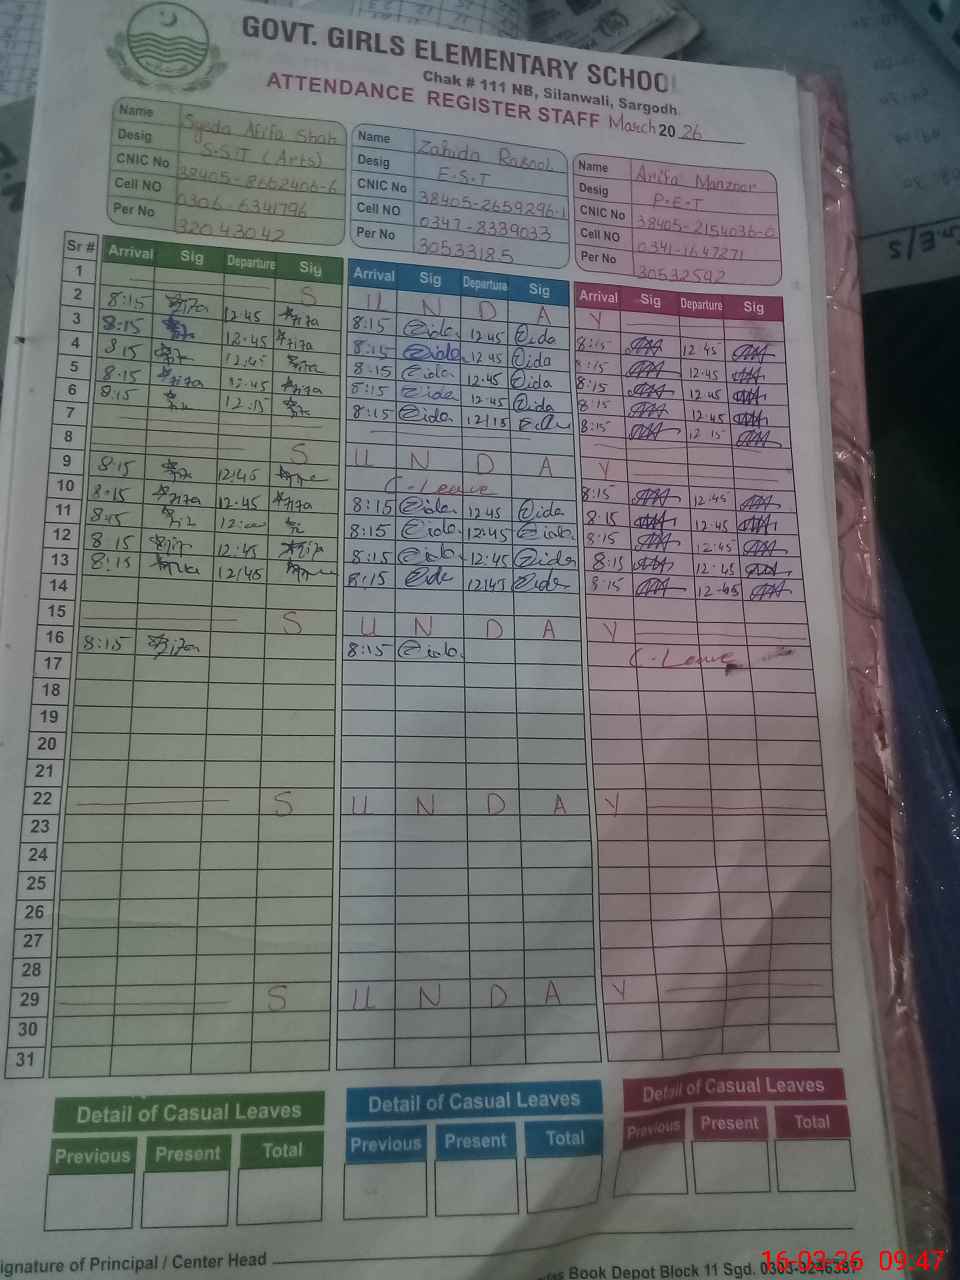 GOVT. GIRLS ELEMENTARY SCHOOL
Chak # 111 NB, Silanwali, Sargodh
ATTENDANCE REGISTER STAFF March 2026
Name Syeda Afifa Shah
Desig S.S.T (Arts)
CNIC No 38405-8662406-6
Cell NO 0306-6341796
Per No 32043042
Name Zahida Rasool
Desig E.S.T
CNIC No 38405-2659296-1
Cell NO 0347-8339033
Per No 30533185
Name Arifa Manzoor
Desig P.E.T
CNIC No 38405-2154036-0
Cell NO 0341-1647271
Per No 30532592
Sr # Arrival Sig Departure Sig Arrival Sig Departure Sig Arrival Sig Departure Sig
1 S U N D A Y
2 8:15 12:45 8:15 12:45 8:15 12:45
3 8:15 12:45 8:15 12:45 8:15 12:45
4 8:15 12:45 8:15 12:45 8:15 12:45
5 8:15 12:45 8:15 12:45 8:15 12:45
6 8:15 12:15 8:15 12:15 8:15 12:15
7
8 S U N D A Y
9 8:15 12:45 C-Leave 8:15 12:45
10 8:15 12:45 8:15 12:45 8:15 12:45
11 8:15 12:45 8:15 12:45
12 8:15 12:45 8:15 12:45 8:15 12:45
13 8:15 12:45 8:15 12:45 8:15 12:45
14
15 S U N D A Y
16 8:15 8:15 C-Leave
17
18
19
20
21
22 S U N D A Y
23
24
25
26
27
28
29 S U N D A Y
30
31
Detail of Casual Leaves Detail of Casual Leaves Detail of Casual Leaves
Previous Present Total Previous Present Total Previous Present Total
ignature of Principal / Center Head
Book Depot Block 11 Sgd.
16-03-26 09:47